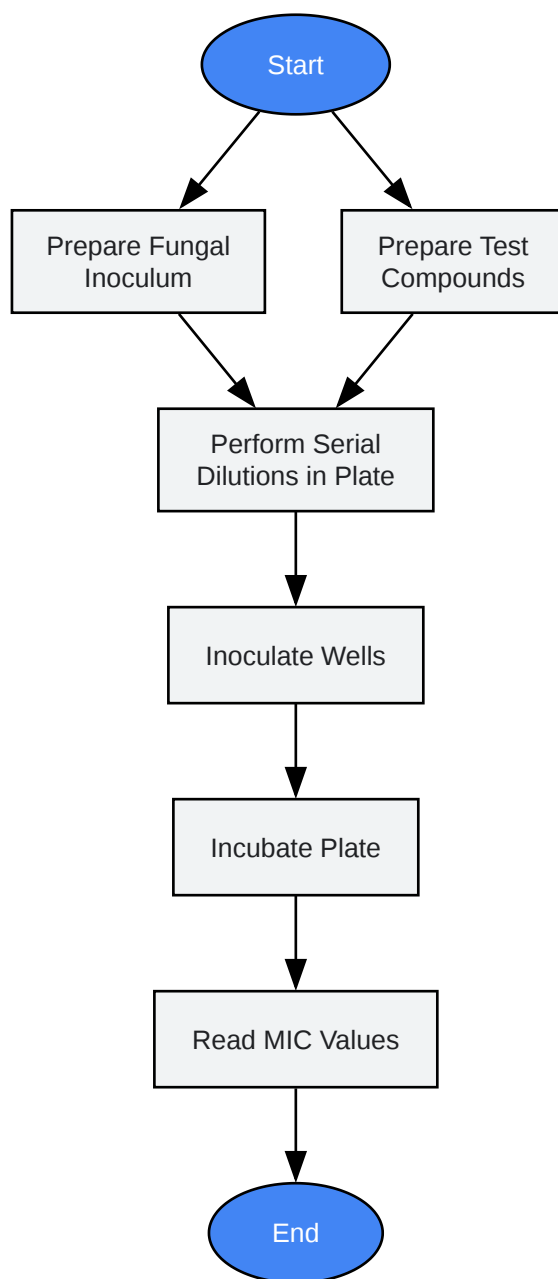 Start
Prepare Fungal
Inoculum
Prepare Test
Compounds
Perform Serial
Dilutions in Plate
Inoculate Wells
Incubate Plate
Read MIC Values
End